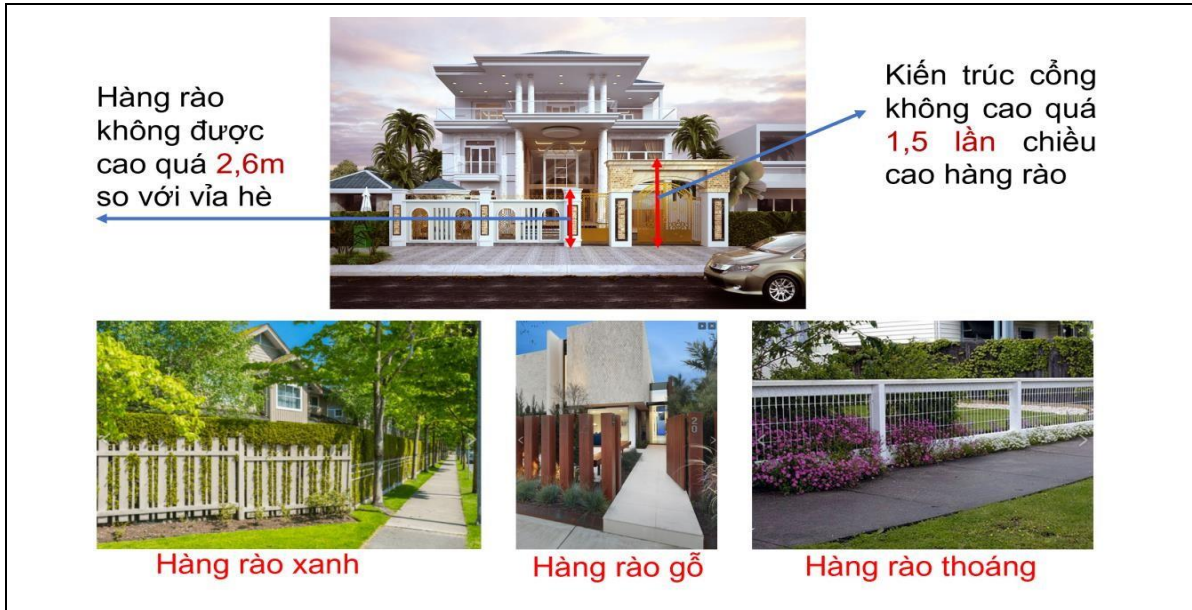 Hàng rào
không được
cao quá 2,6m
so với vỉa hè
Kiến trúc cổng
không cao quá
1,5 lần chiều
cao hàng rào
20
Hàng rào xanh
Hàng rào gỗ
Hàng rào thoáng